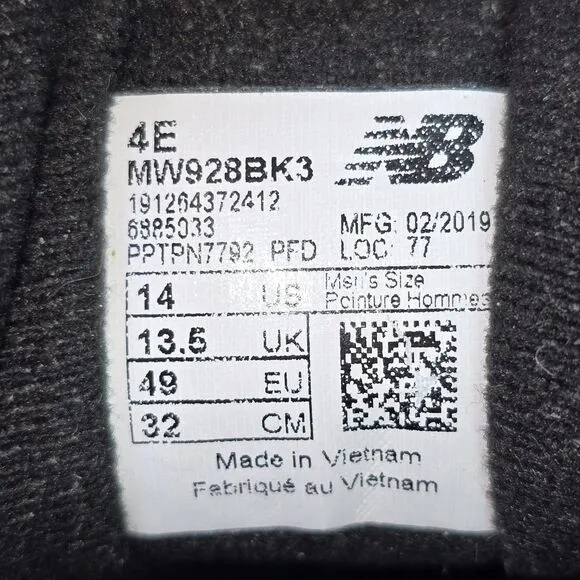 4E
NB
MW928BK3
191264372412
6885033
MFG: 02/2019
PPTPN7792 PFD
LOC: 77
14 US
Men's Size
Pointure Hommes
13.5 UK
49 EU
32 CM
Made in Vietnam
Fabriqué au Vietnam